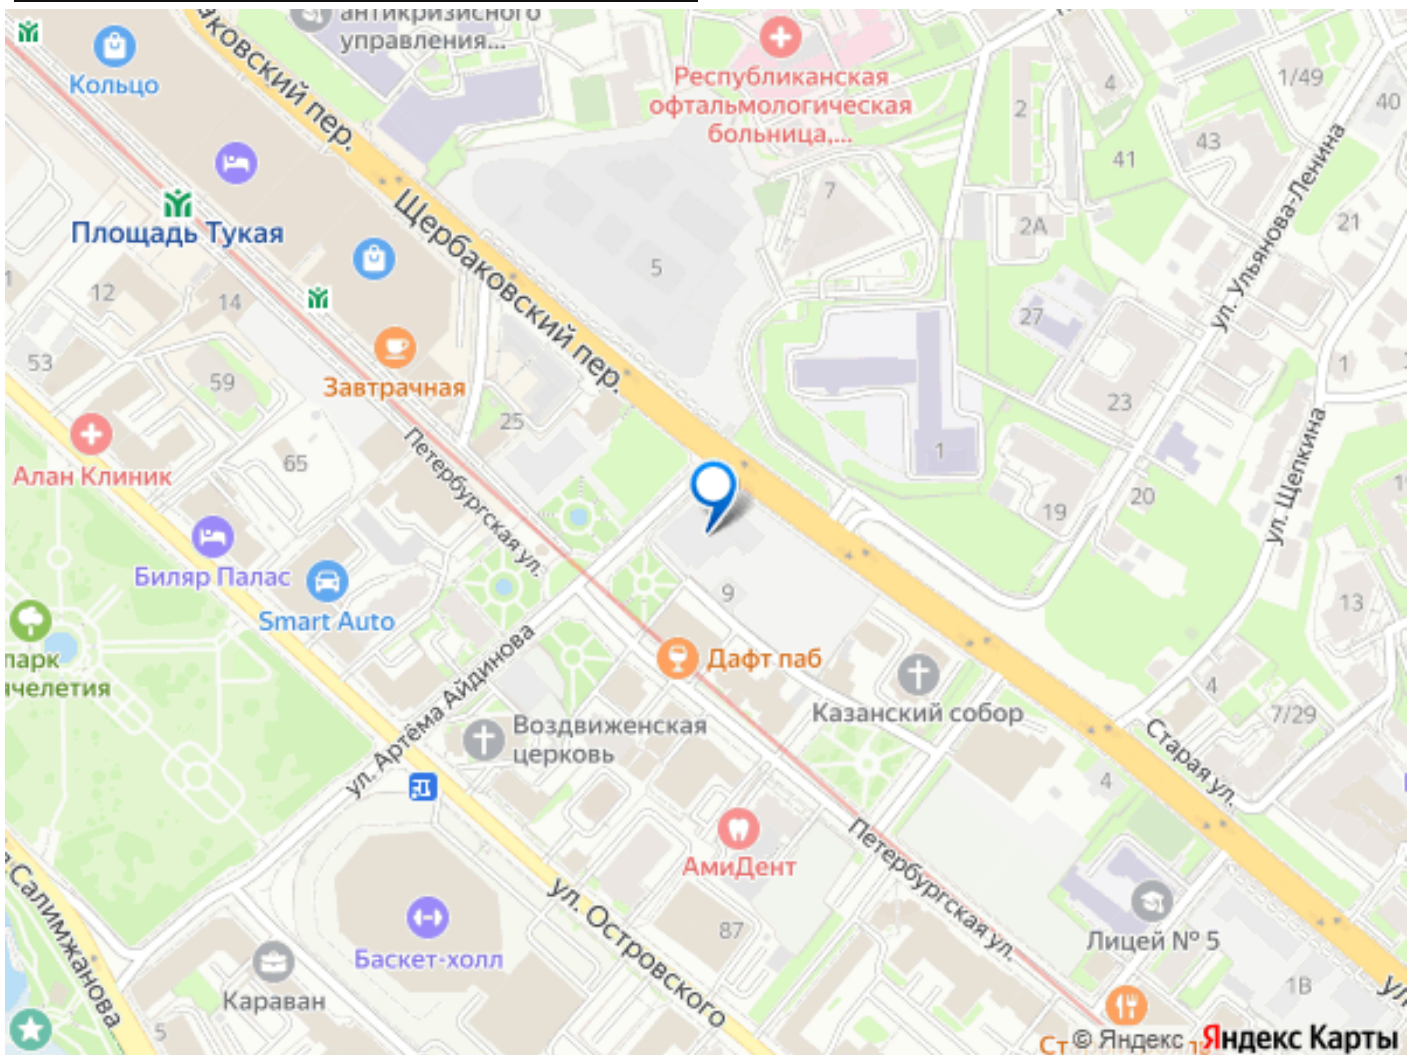 антикризисного
управления...
Кольцо
Республиканская
офтальмологическая
больница,...
Щербаковский пер.
Площадь Тукая
Завтрачная
Алан Клиник
Биляр Палас
Smart Auto
Петербургская ул.
ул. Артёма Айдинова
Дафт паб
Воздвиженская
церковь
Казанский собор
АмиДент
ул. Островского
Петербургская ул.
Баскет-холл
Караван
Лицей № 5
Старая ул.
ул. Ульянова-Ленина
ул. Щепкина
парк
Салимжанова
1/49
40
4
2
43
41
7
2А
21
5
27
12
14
53
59
25
65
23
1
1
19
20
9
13
4
7/29
4
87
1В
5
© Яндекс Яндекс Карты